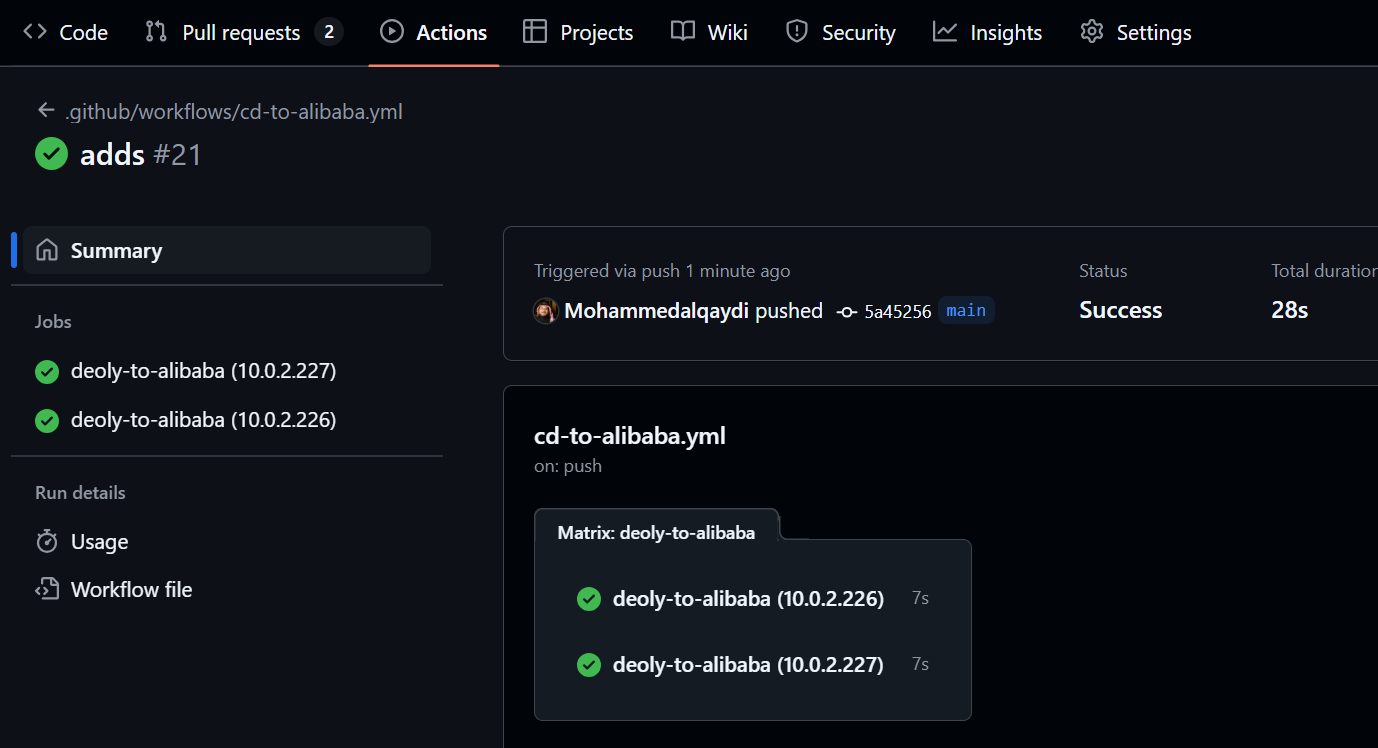 Code Pull requests 2 Actions Projects Wiki Security Insights Settings
.github/workflows/cd-to-alibaba.yml
adds #21
Summary
Jobs
deoly-to-alibaba (10.0.2.227)
deoly-to-alibaba (10.0.2.226)
Run details
Usage
Workflow file
Triggered via push 1 minute ago
Mohammedalqaydi pushed 5a45256 main
Status
Success
Total duration
28s
cd-to-alibaba.yml
on: push
Matrix: deoly-to-alibaba
deoly-to-alibaba (10.0.2.226) 7s
deoly-to-alibaba (10.0.2.227) 7s